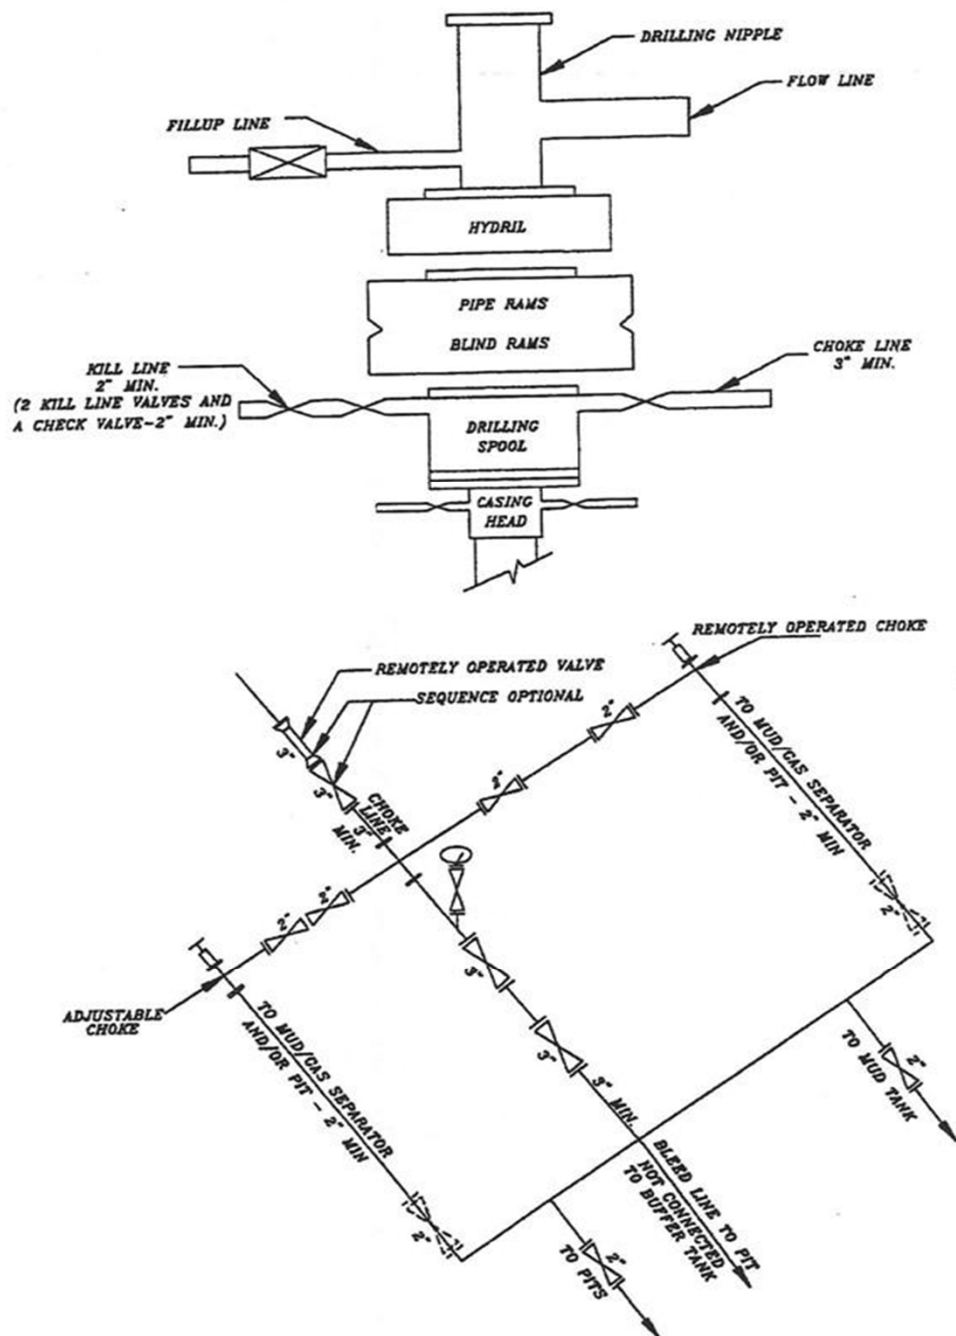 DRILLING NIPPLE
FLOW LINE
FILLUP LINE
HYDRIL
PIPE RAMS
BLIND RAMS
KILL LINE
2" MIN.
(2 KILL LINE VALVES AND
A CHECK VALVE-2" MIN.)
CHOKE LINE
3" MIN.
DRILLING
SPOOL
CASING
HEAD
REMOTELY OPERATED CHOKE
REMOTELY OPERATED VALVE
SEQUENCE OPTIONAL
3"
3"
CHOKE
LINE
3"
MIN.
2"
2"
TO MUD/GAS SEPARATOR
AND/OR PIT - 2" MIN
2"
2"
2"
3"
3"
3" MIN.
ADJUSTABLE
CHOKE
TO MUD/GAS SEPARATOR
AND/OR PIT - 2" MIN
2"
2"
TO MUD TANK
BLEED LINE TO PIT
NOT CONNECTED
TO BUFFER TANK
2"
TO PITS